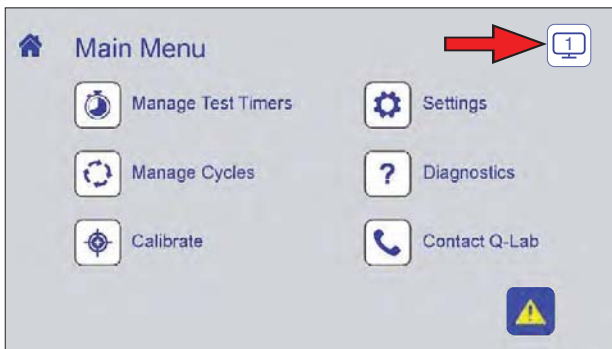 Main Menu
1
Manage Test Timers
Settings
Manage Cycles
? Diagnostics
Calibrate
Contact Q-Lab